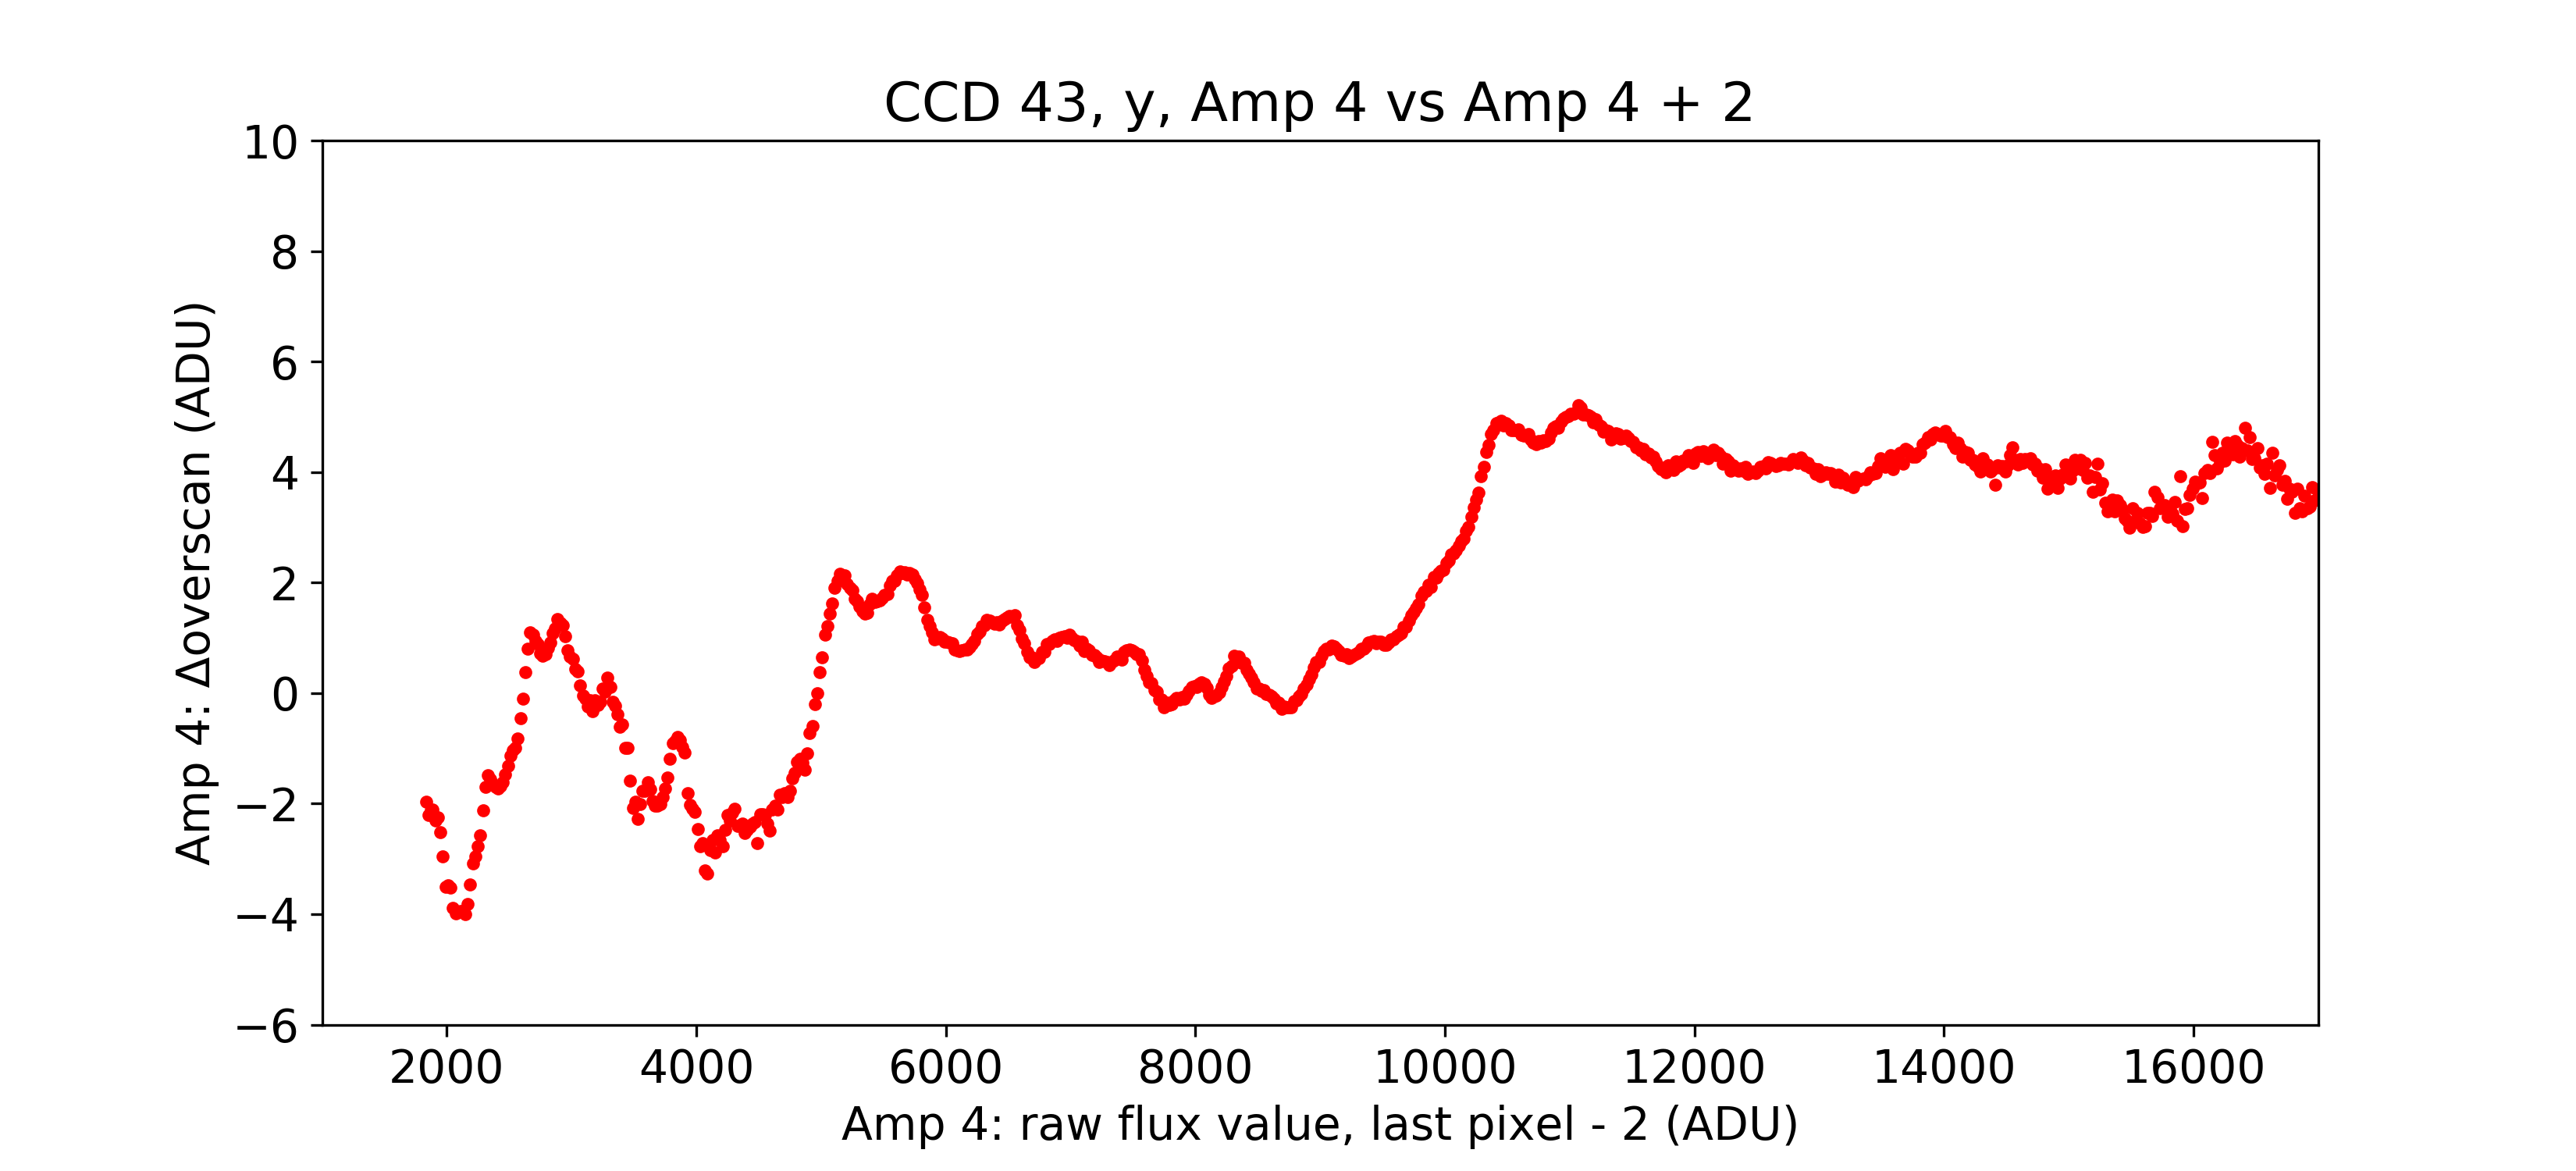 CCD 43, y, Amp 4 vs Amp 4 + 2
10
8
6
4
2
0
−2
−4
−6
Amp 4: Δoverscan (ADU)
2000 4000 6000 8000 10000 12000 14000 16000
Amp 4: raw flux value, last pixel - 2 (ADU)